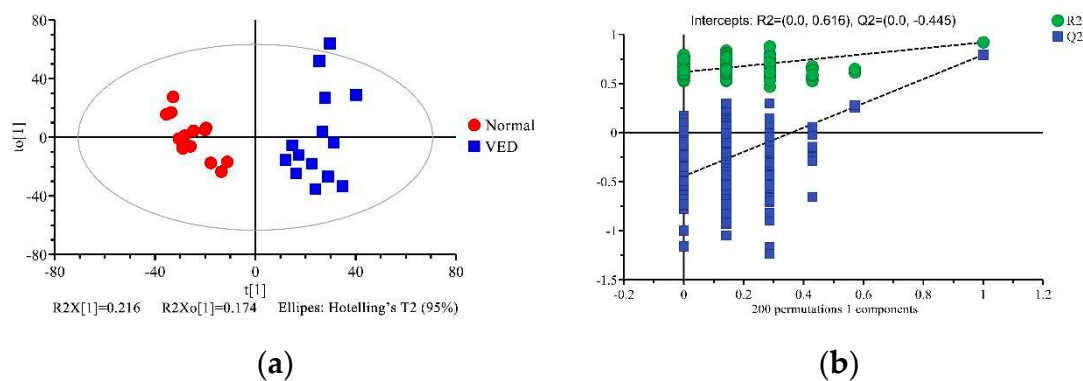 80
40
0
-40
-80
to[1]
-80
-40
0
40
80
t[1]
Normal
VED
R2X[1]=0.216 R2Xo[1]=0.174 Ellipes: Hotelling's T2 (95%)
(a)
Intercepts: R2=(0.0, 0.616), Q2=(0.0, -0.445)
R2
Q2
1
0.5
0
-0.5
-1
-1.5
-0.2
0
0.2
0.4
0.6
0.8
1
1.2
200 permutations 1 components
(b)